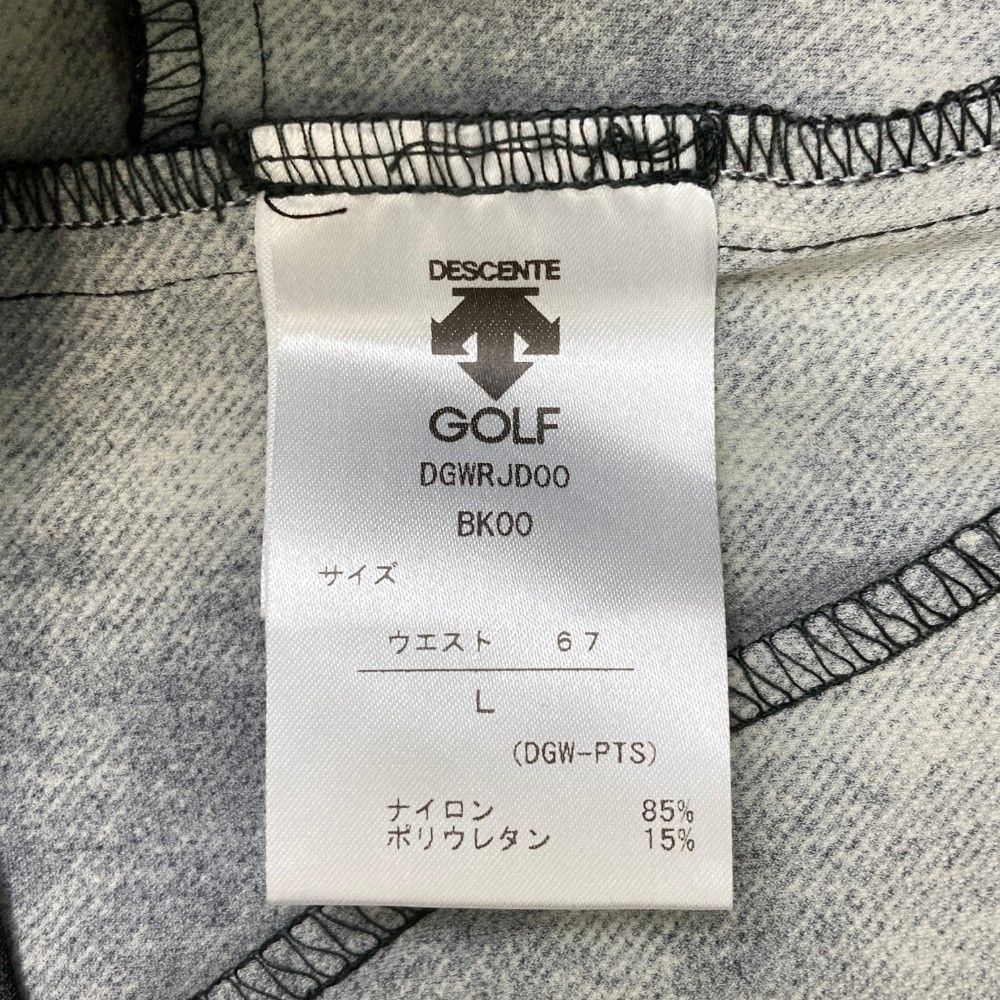 DESCENTE
GOLF
DGWRJD00
BK00
サイズ
ウエスト 67
L
(DGW-PTS)
ナイロン 85%
ポリウレタン 15%